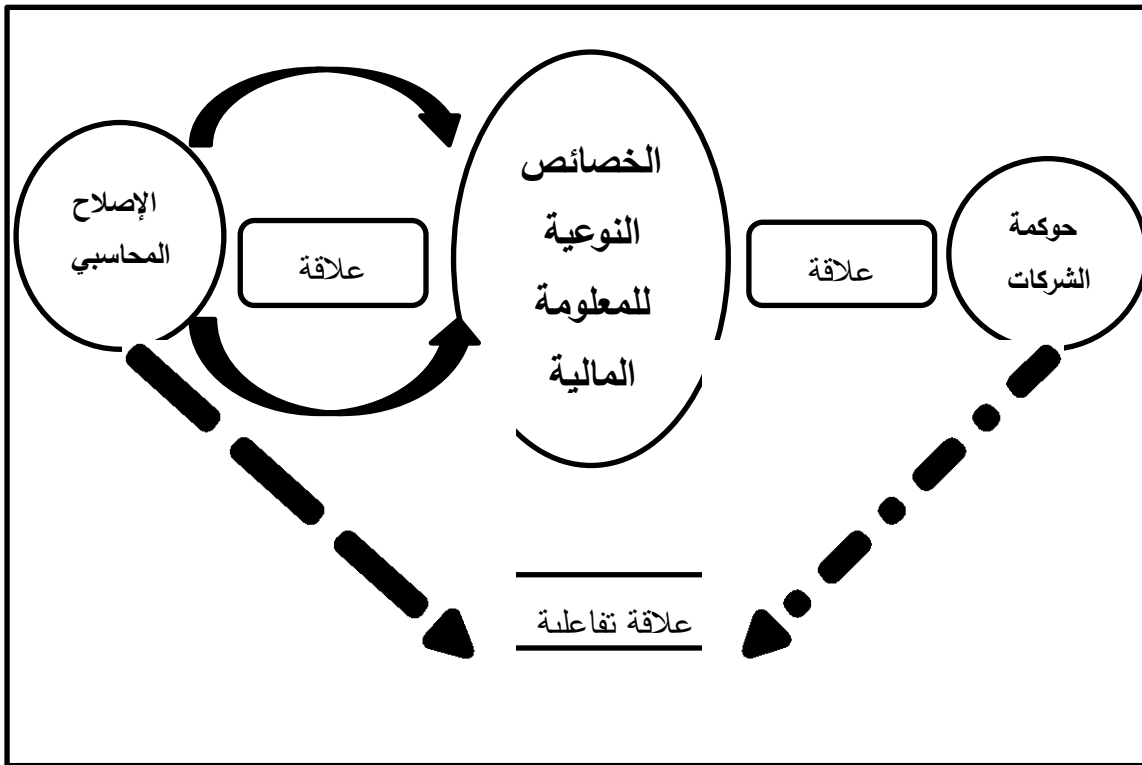 حوكمة
الشركات
علاقة
الخصائص
النوعية
للمعلومة
المالية
علاقة
الإصلاح
المحاسبي
علاقة تفاعلية